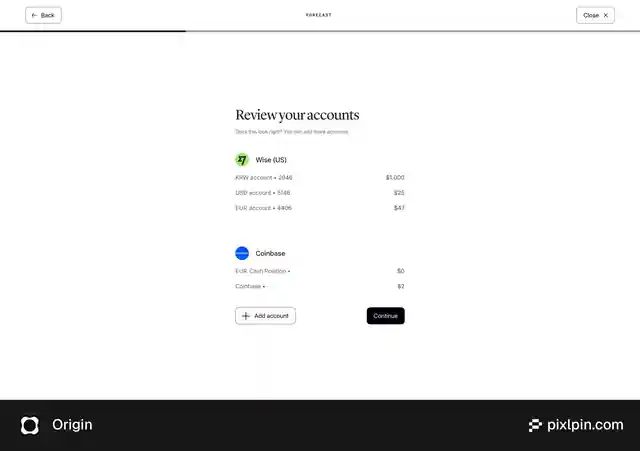 ← Back
FORECAST
Close ×
Review your accounts
Does this look right? You can add more accounts.
Wise (US)
KRW account • 2946 $1,000
USD account • 5146 $25
EUR account • 4406 $47
Coinbase
EUR Cash Position • $0
Coinbase • $2
+ Add account
Continue
Origin
pixlpin.com